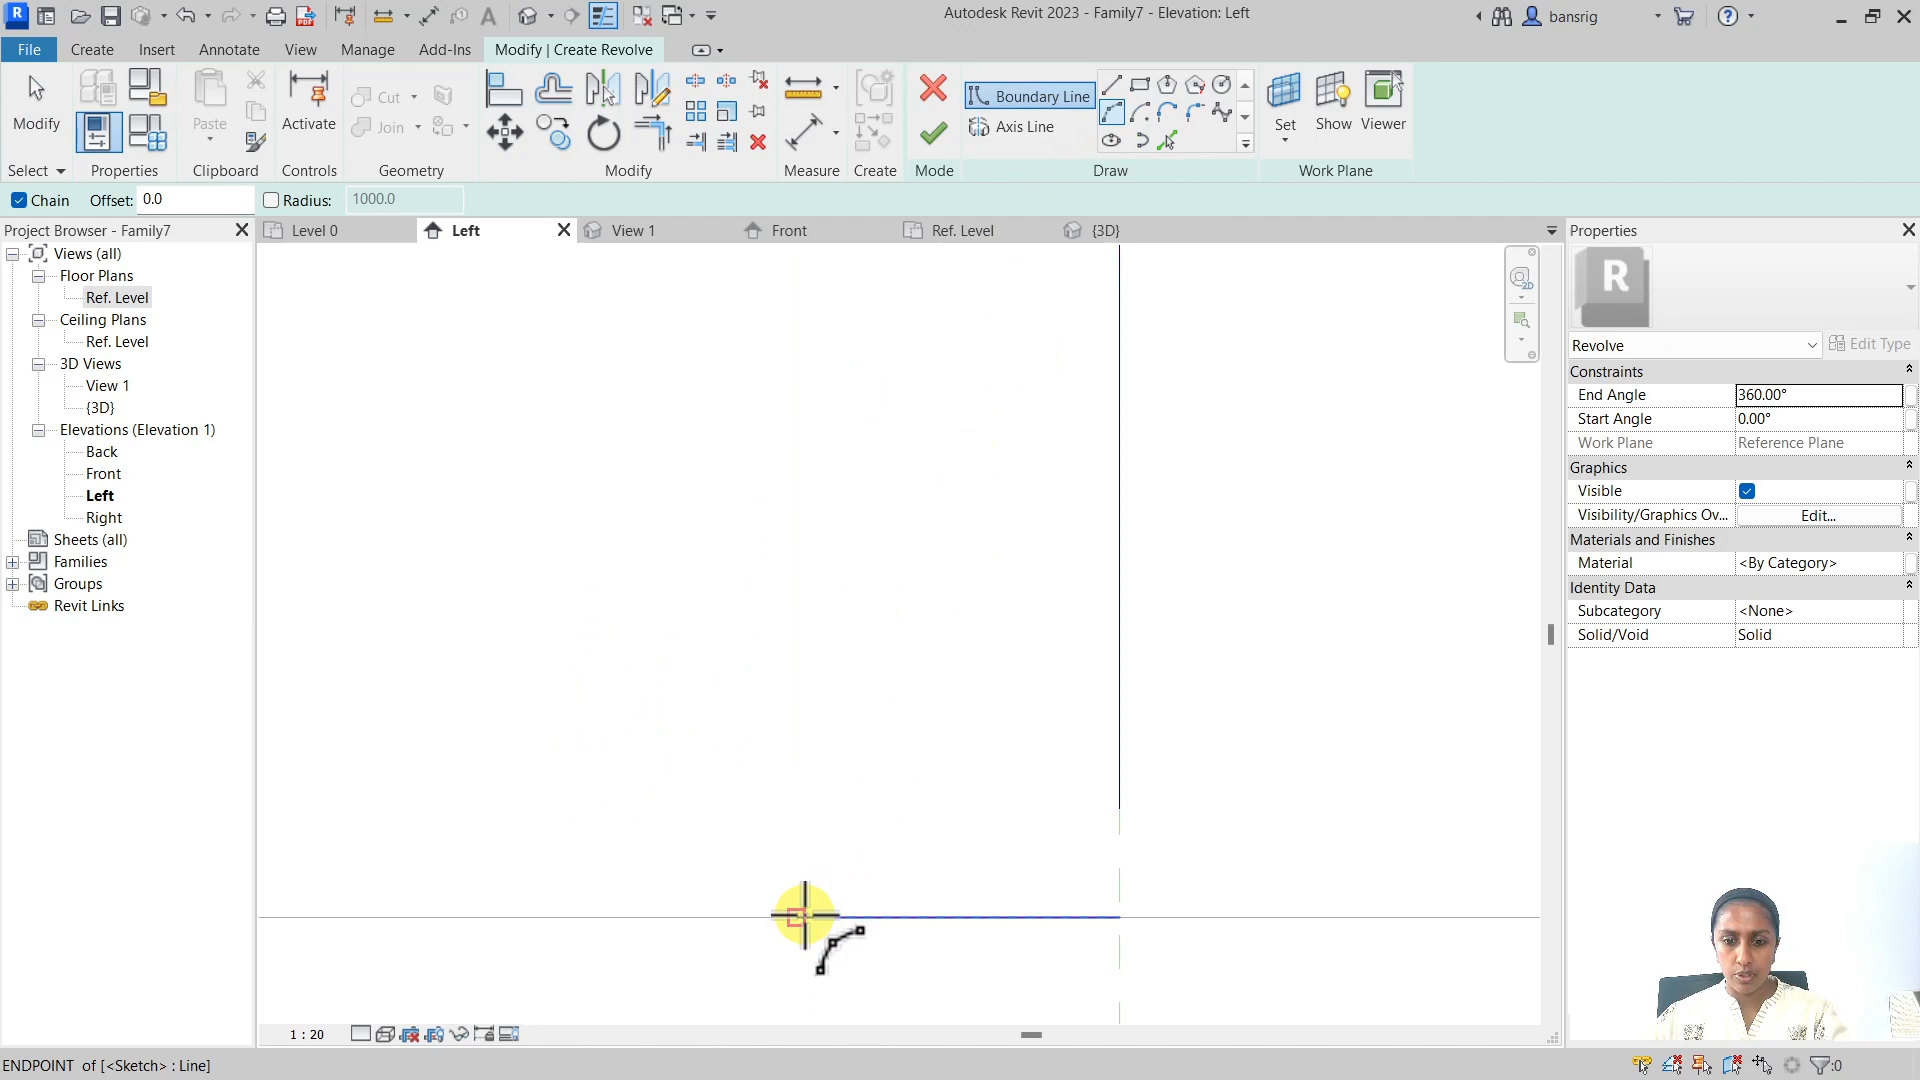 Autodesk Revit 2023 - Family7 - Elevation: Left
bansrig
File
Create
Insert
Annotate
View
Manage
Add-Ins
Modify | Create Revolve
Modify
Paste
Activate
Cut
Join
Boundary Line
Axis Line
Set
Show
Viewer
Select
Properties
Clipboard
Controls
Geometry
Modify
Measure
Create
Mode
Draw
Work Plane
Chain
Offset:
0.0
Radius:
1000.0
Project Browser - Family7
Views (all)
Floor Plans
Ref. Level
Ceiling Plans
Ref. Level
3D Views
View 1
{3D}
Elevations (Elevation 1)
Back
Front
Left
Right
Sheets (all)
Families
Groups
Revit Links
Level 0
Left
View 1
Front
Ref. Level
{3D}
2D
Properties
R
Revolve
Edit Type
Constraints
End Angle 360.00°
Start Angle 0.00°
Work Plane Reference Plane
Graphics
Visible
Visibility/Graphics Ov... Edit...
Materials and Finishes
Material <By Category>
Identity Data
Subcategory <None>
Solid/Void Solid
1 : 20
ENDPOINT of [<Sketch> : Line]
:0